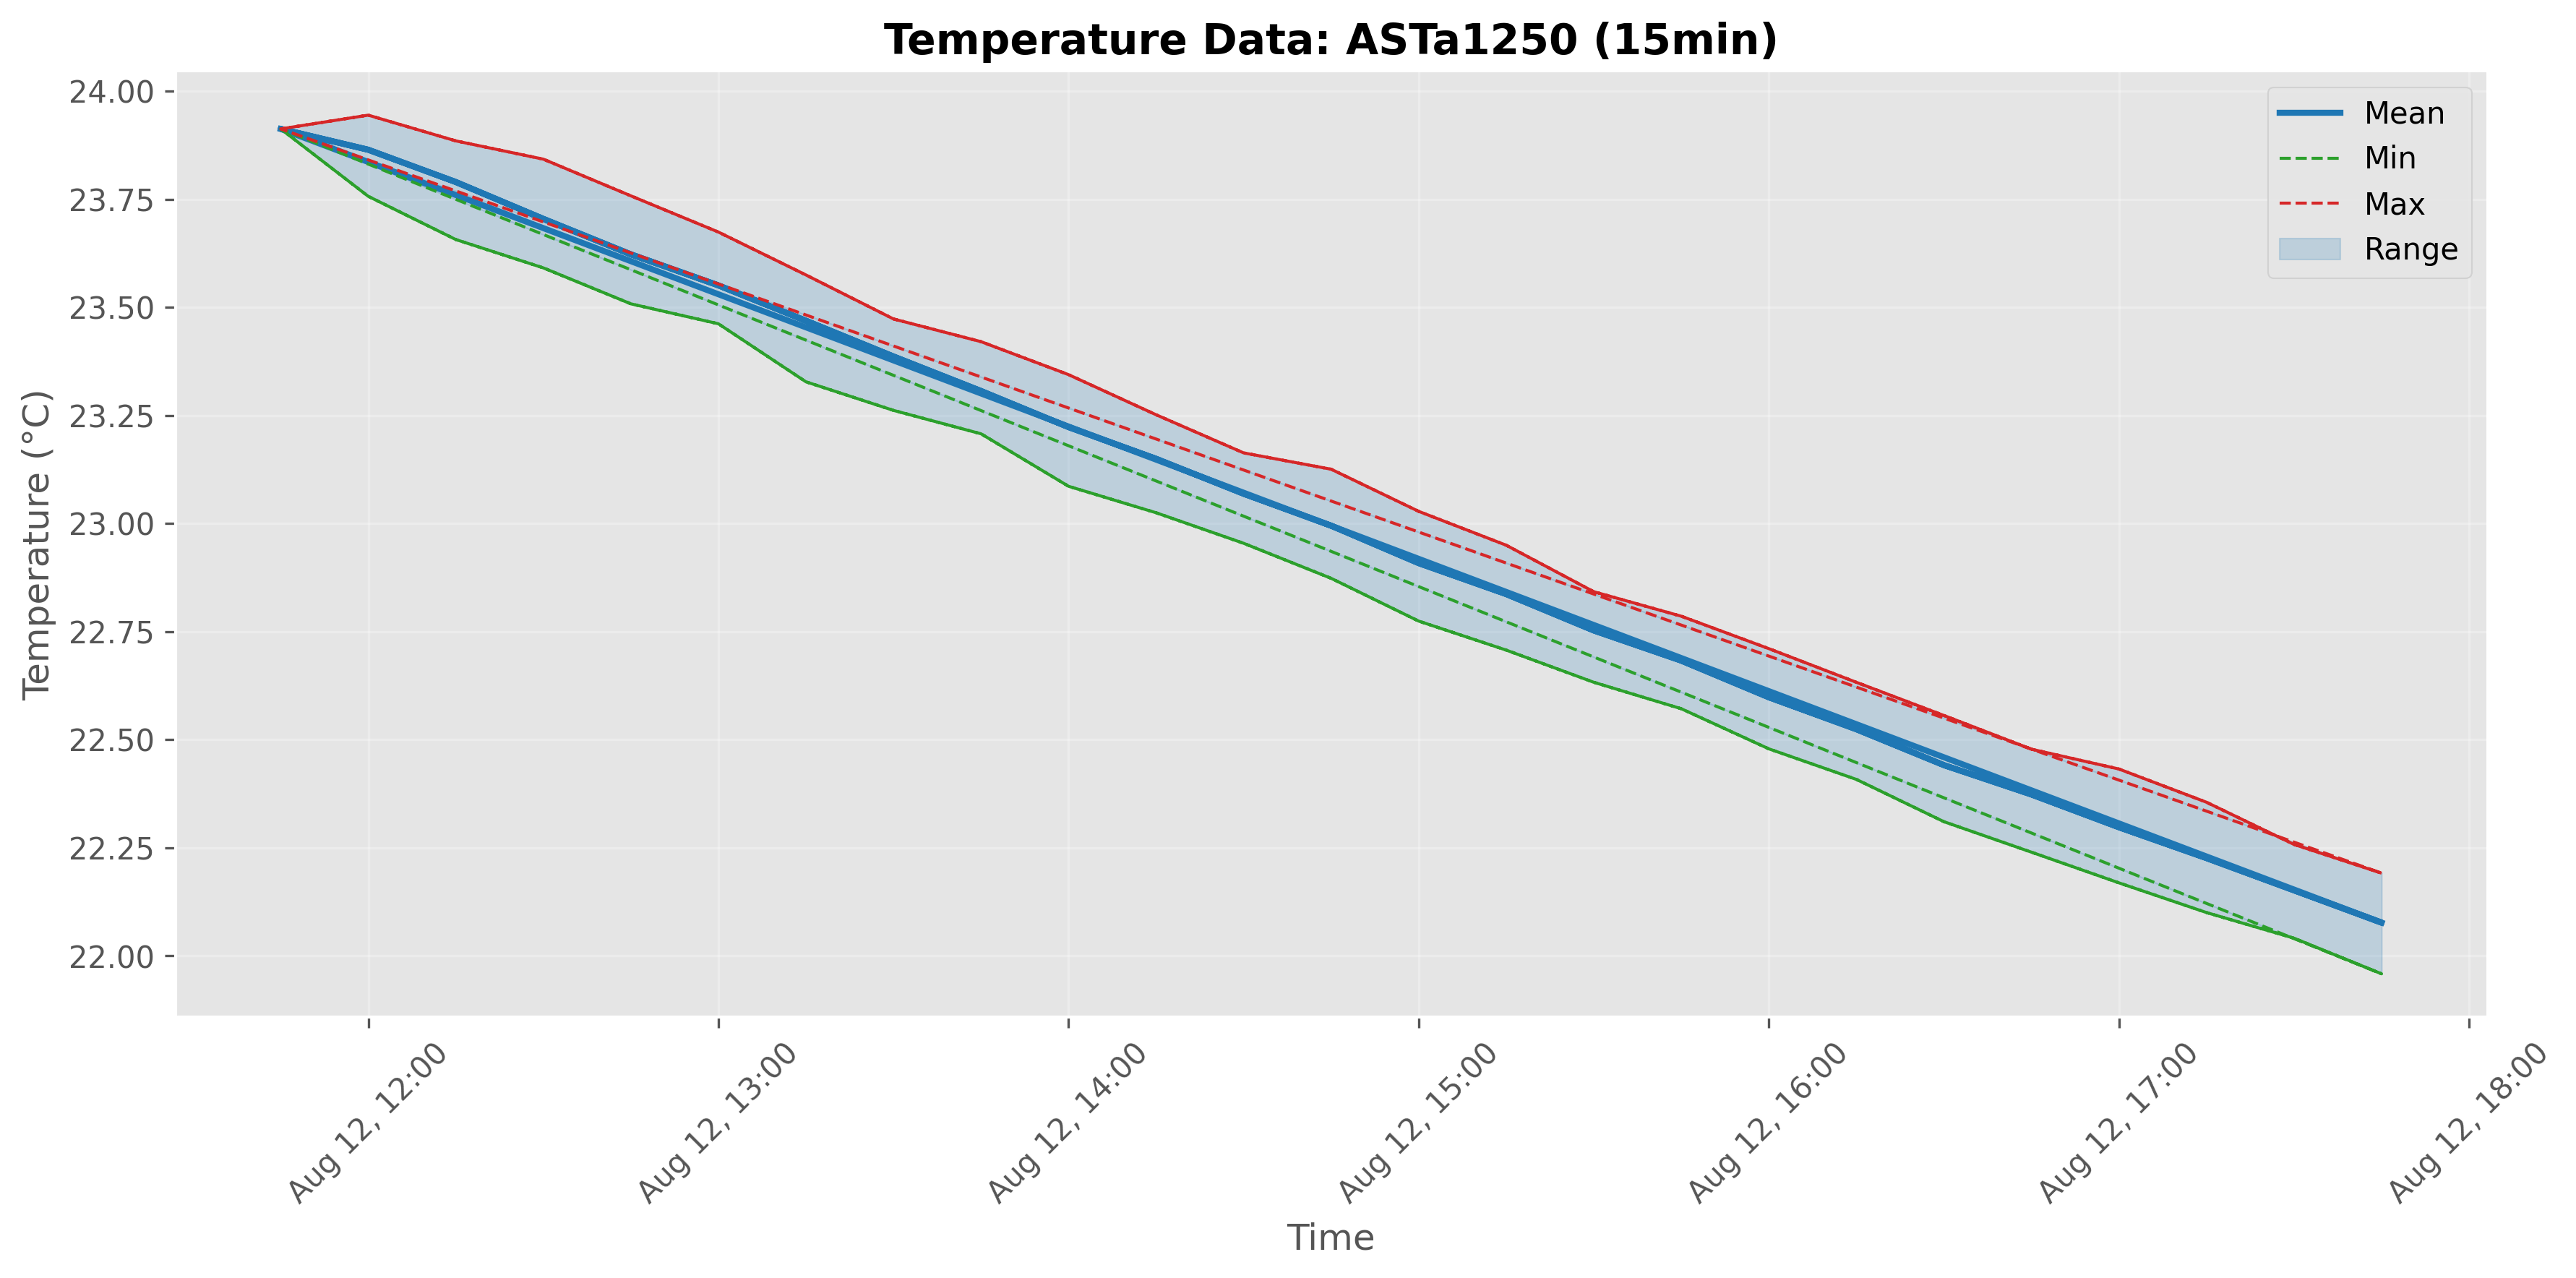 Temperature Data: ASTa1250 (15min)
24.00
23.75
23.50
23.25
23.00
22.75
22.50
22.25
22.00
Temperature (°C)
Mean
Min
Max
Range
Aug 12, 12:00
Aug 12, 13:00
Aug 12, 14:00
Aug 12, 15:00
Aug 12, 16:00
Aug 12, 17:00
Aug 12, 18:00
Time